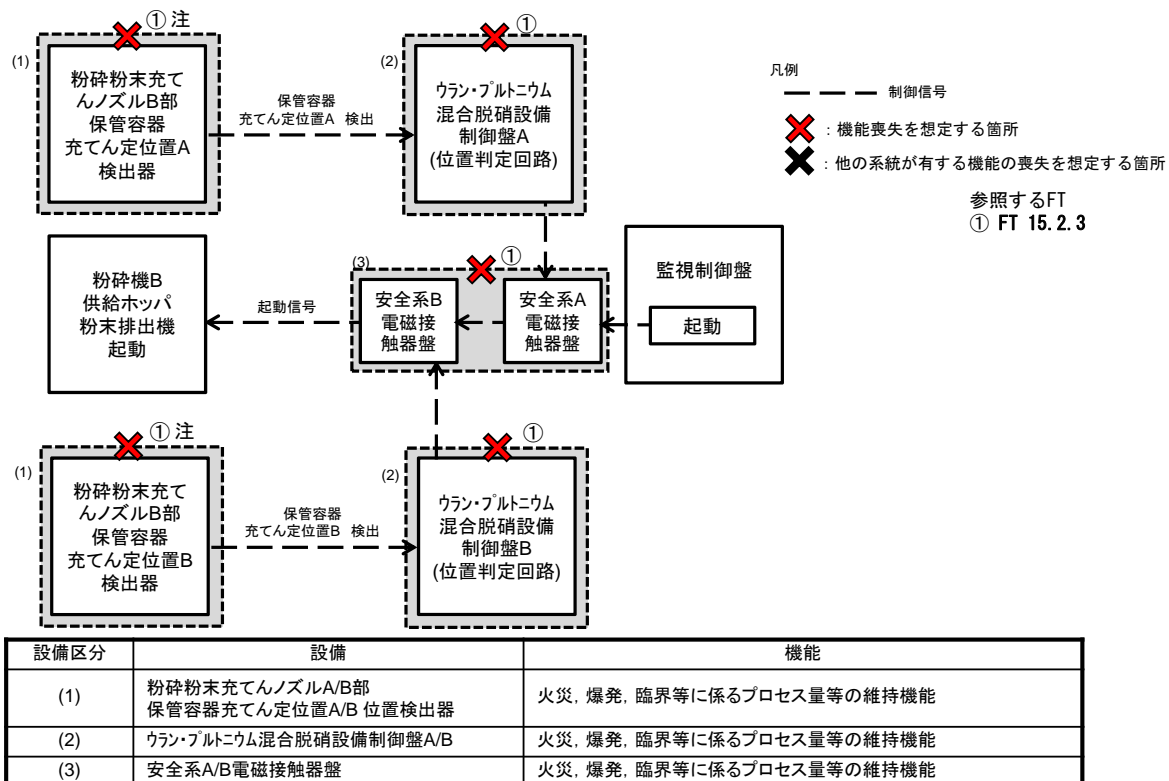 ① 注
(1)
粉砕粉末充て
んノズルB部
保管容器
充てん定位置A
検出器
保管容器
充てん定位置A 検出
①
(2)
ウラン・プルトニウム
混合脱硝設備
制御盤A
(位置判定回路)
凡例
制御信号
：機能喪失を想定する箇所
：他の系統が有する機能の喪失を想定する箇所
参照するFT
① FT 15.2.3
粉砕機B
供給ホッパ
粉末排出機
起動
起動信号
(3)
①
安全系B
電磁接
触器盤
安全系A
電磁接
触器盤
監視制御盤
起動
① 注
(1)
粉砕粉末充て
んノズルB部
保管容器
充てん定位置B
検出器
保管容器
充てん定位置B 検出
①
(2)
ウラン・プルトニウム
混合脱硝設備
制御盤B
(位置判定回路)
設備区分 設備 機能
(1) 粉砕粉末充てんノズルA/B部
保管容器充てん定位置A/B 位置検出器 火災，爆発，臨界等に係るプロセス量等の維持機能
(2) ウラン・プルトニウム混合脱硝設備制御盤A/B 火災，爆発，臨界等に係るプロセス量等の維持機能
(3) 安全系A/B電磁接触器盤 火災，爆発，臨界等に係るプロセス量等の維持機能